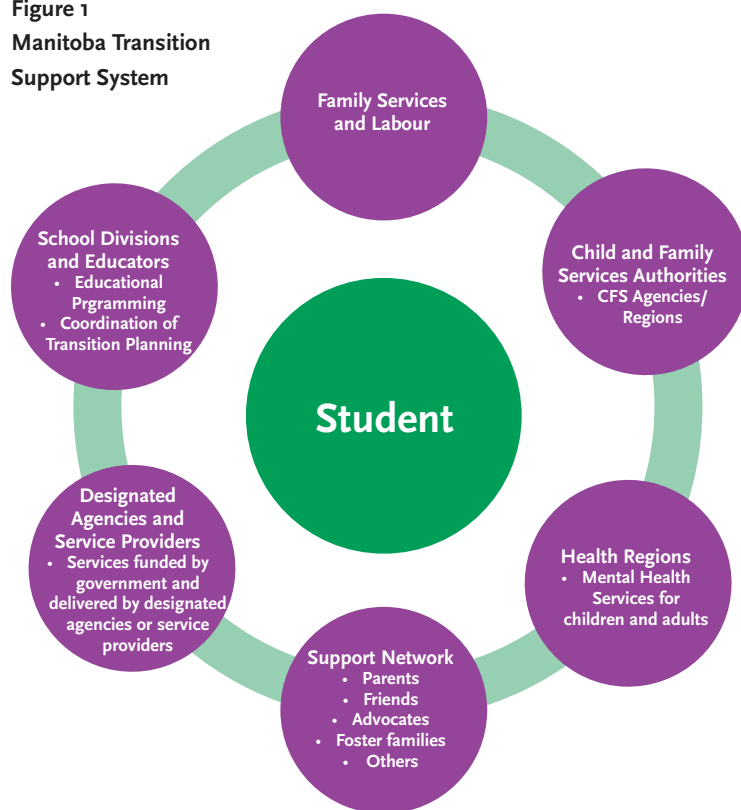 Figure 1
Manitoba Transition
Support System
Family Services
and Labour
Child and Family
Services Authorities
• CFS Agencies/
Regions
Health Regions
• Mental Health
Services for
children and adults
Support Network
• Parents
• Friends
• Advocates
• Foster families
• Others
Designated
Agencies and
Service Providers
• Services funded by
government and
delivered by designated
agencies or service
providers
School Divisions
and Educators
• Educational
Prgramming
• Coordination of
Transition Planning
Student